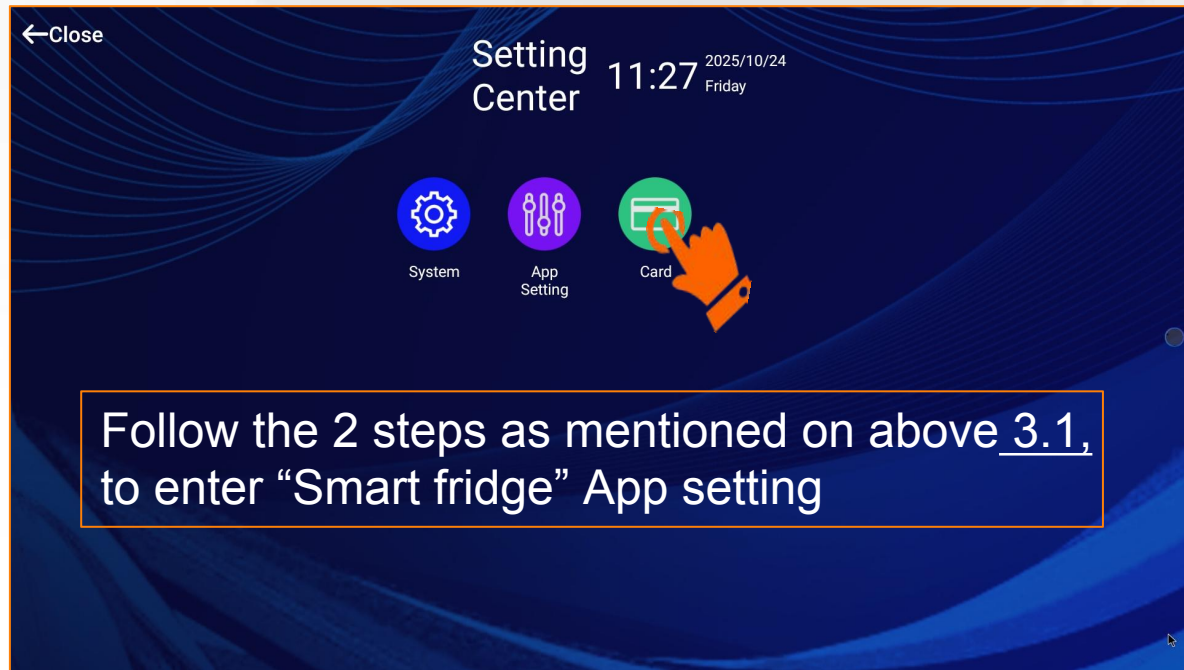 ←Close
Setting
Center
11:27
2025/10/24
Friday
System
App
Setting
Card
Follow the 2 steps as mentioned on above 3.1,
to enter “Smart fridge” App setting